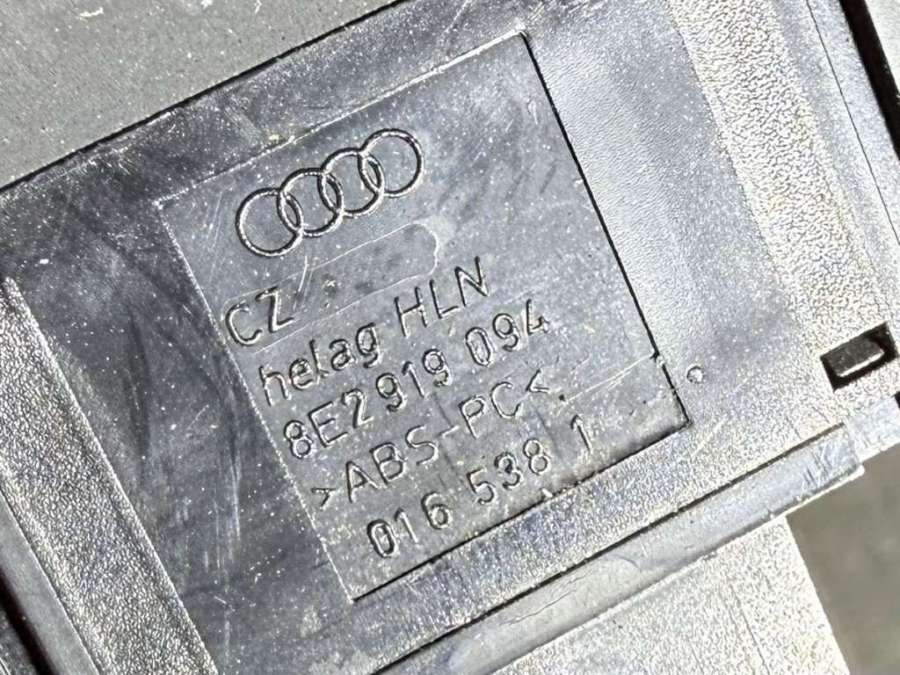 CZ
helag HLN
8E2 919 094
>ABS-PC<
016 538 1